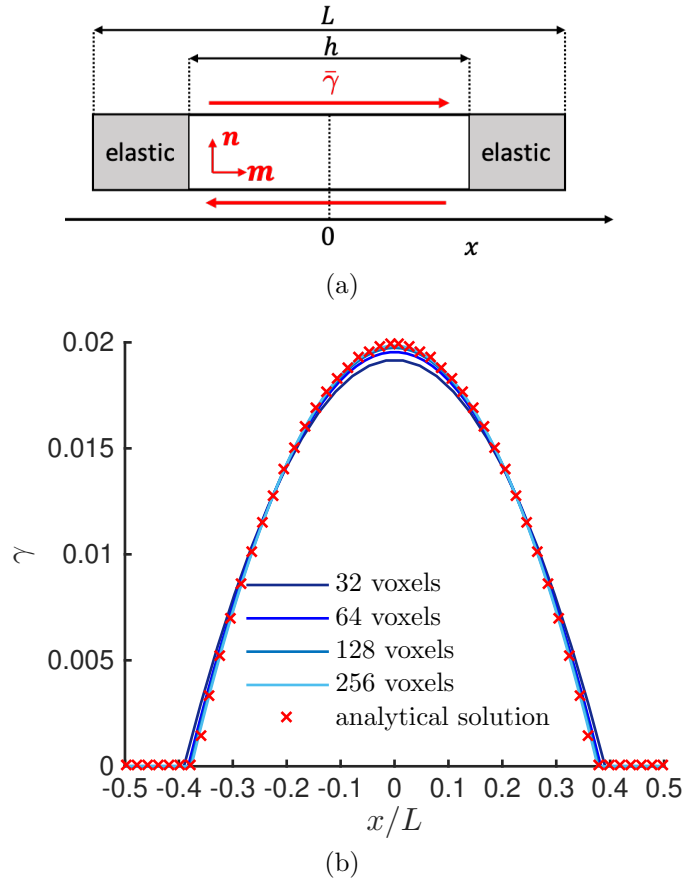 L
h
γ̄
elastic
n
m
elastic
0
x
(a)
0.02
0.015
0.01
0.005
0
γ
32 voxels
64 voxels
128 voxels
256 voxels
analytical solution
-0.5 -0.4 -0.3 -0.2 -0.1 0 0.1 0.2 0.3 0.4 0.5
x/L
(b)